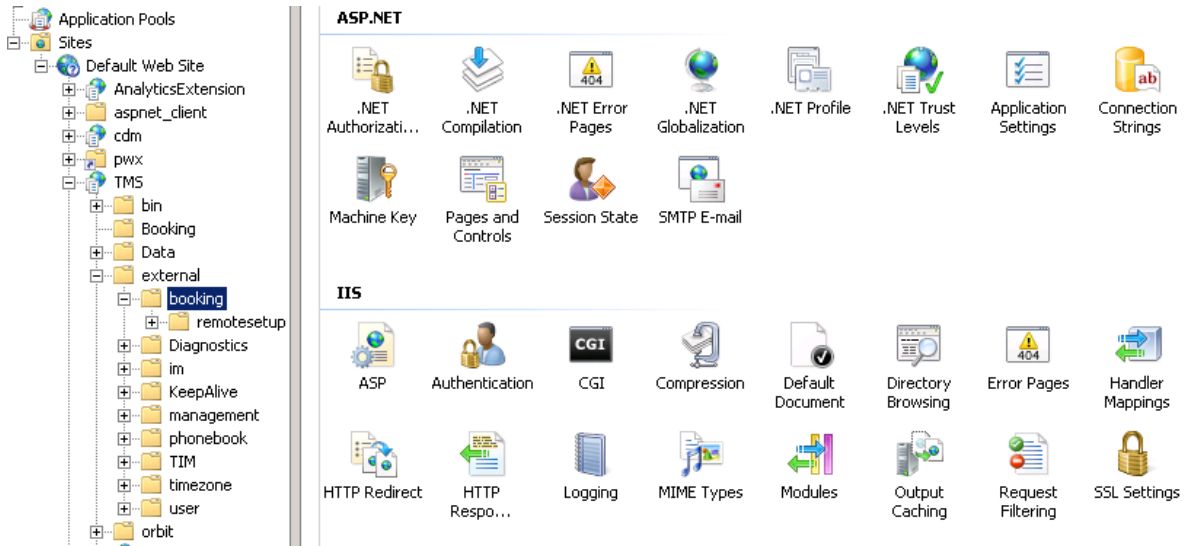 Application Pools
Sites
Default Web Site
AnalyticsExtension
aspnet_client
cdm
pwx
TMS
bin
Booking
Data
external
booking
remotesetup
Diagnostics
im
KeepAlive
management
phonebook
TIM
timezone
user
orbit
ASP.NET
.NET
Authorizati...
.NET
Compilation
404
.NET Error
Pages
.NET
Globalization
.NET Profile
.NET Trust
Levels
Application
Settings
ab
Connection
Strings
Machine Key
Pages and
Controls
Session State
SMTP E-mail
IIS
ASP
Authentication
CGI
CGI
Compression
Default
Document
Directory
Browsing
404
Error Pages
Handler
Mappings
HTTP Redirect
HTTP
Respo...
Logging
MIME Types
Modules
Output
Caching
Request
Filtering
SSL Settings